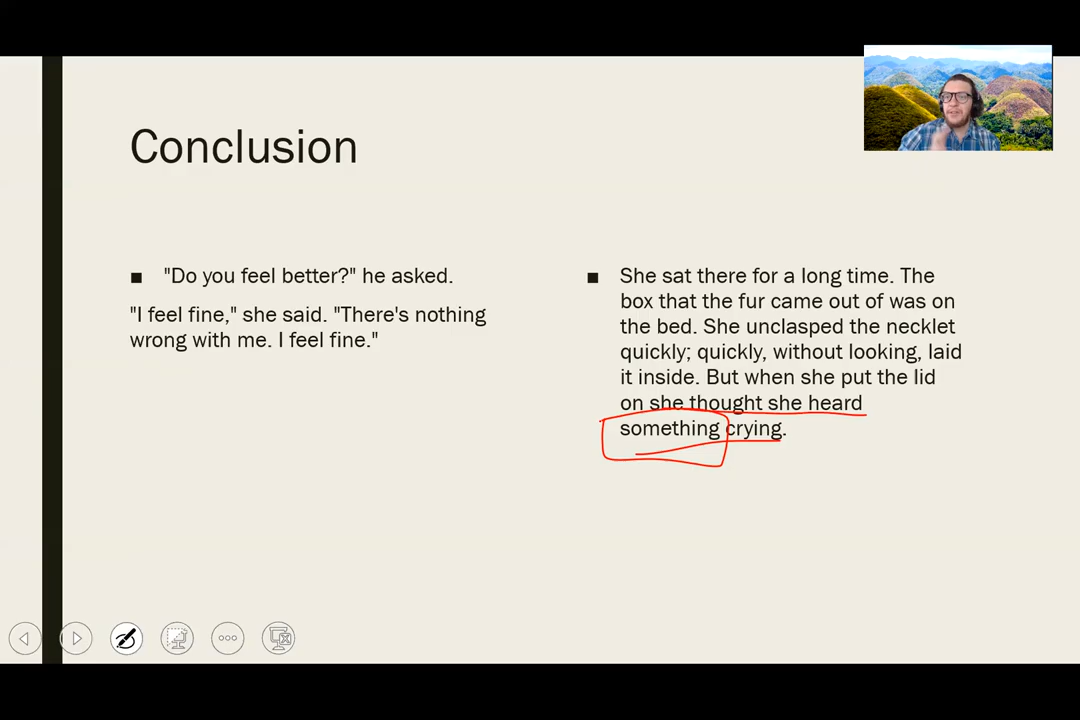 Conclusion
"Do you feel better?" he asked.
"I feel fine," she said. "There's nothing
wrong with me. I feel fine."
She sat there for a long time. The
box that the fur came out of was on
the bed. She unclasped the necklet
quickly; quickly, without looking, laid
it inside. But when she put the lid
on she thought she heard
something crying.